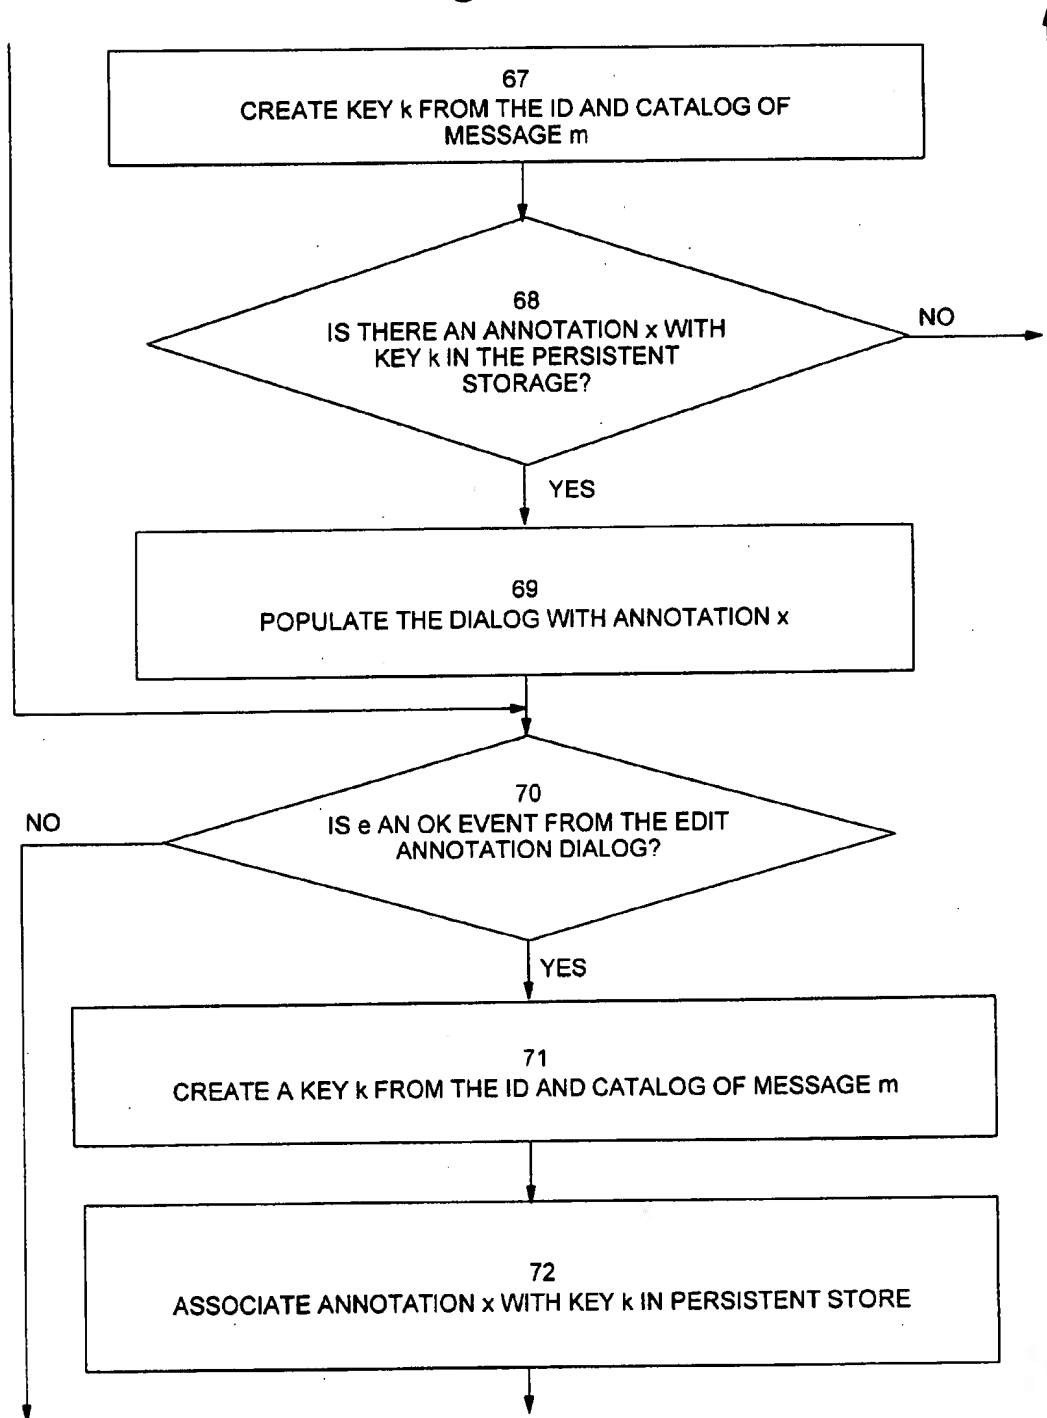 67
CREATE KEY k FROM THE ID AND CATALOG OF
MESSAGE m
68
IS THERE AN ANNOTATION x WITH
KEY k IN THE PERSISTENT
STORAGE?
NO
YES
69
POPULATE THE DIALOG WITH ANNOTATION x
70
IS e AN OK EVENT FROM THE EDIT
ANNOTATION DIALOG?
NO
YES
71
CREATE A KEY k FROM THE ID AND CATALOG OF MESSAGE m
72
ASSOCIATE ANNOTATION x WITH KEY k IN PERSISTENT STORE